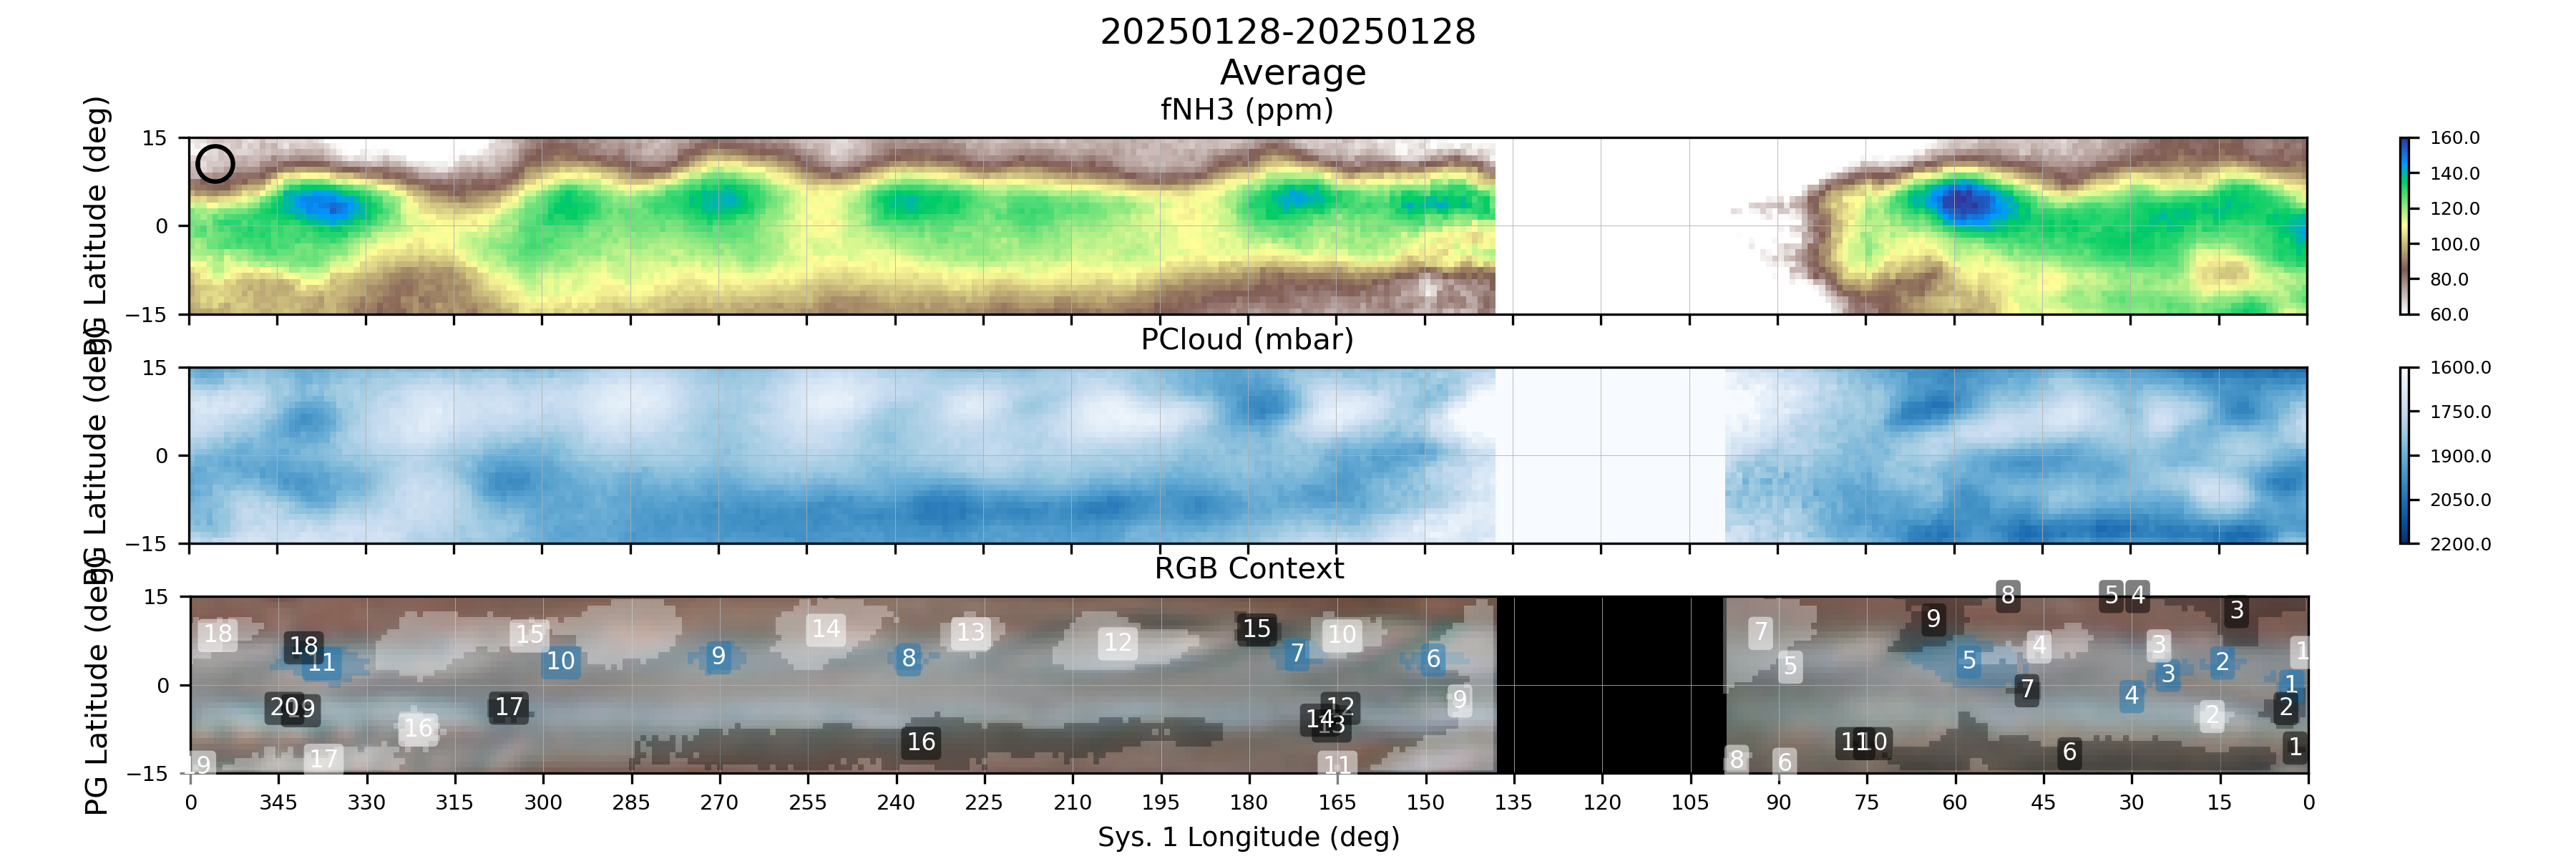 20250128-20250128
Average
fNH3 (ppm)
PG Latitude (deg)
15
0
−15
160.0
140.0
120.0
100.0
80.0
60.0
PCloud (mbar)
PG Latitude (deg)
15
0
−15
1600.0
1750.0
1900.0
2050.0
2200.0
RGB Context
PG Latitude (deg)
15
0
−15
8 5 4
18 18 11 15 10 9 14 8 13 12 15 7 10 6 7 5 9 5 4 3 3 2 3 1
20 19 16 17 16 14 12 13 9 7 4 2 1 2
19 17 11 8 6 11 10 6 1
0 345 330 315 300 285 270 255 240 225 210 195 180 165 150 135 120 105 90 75 60 45 30 15 0
Sys. 1 Longitude (deg)